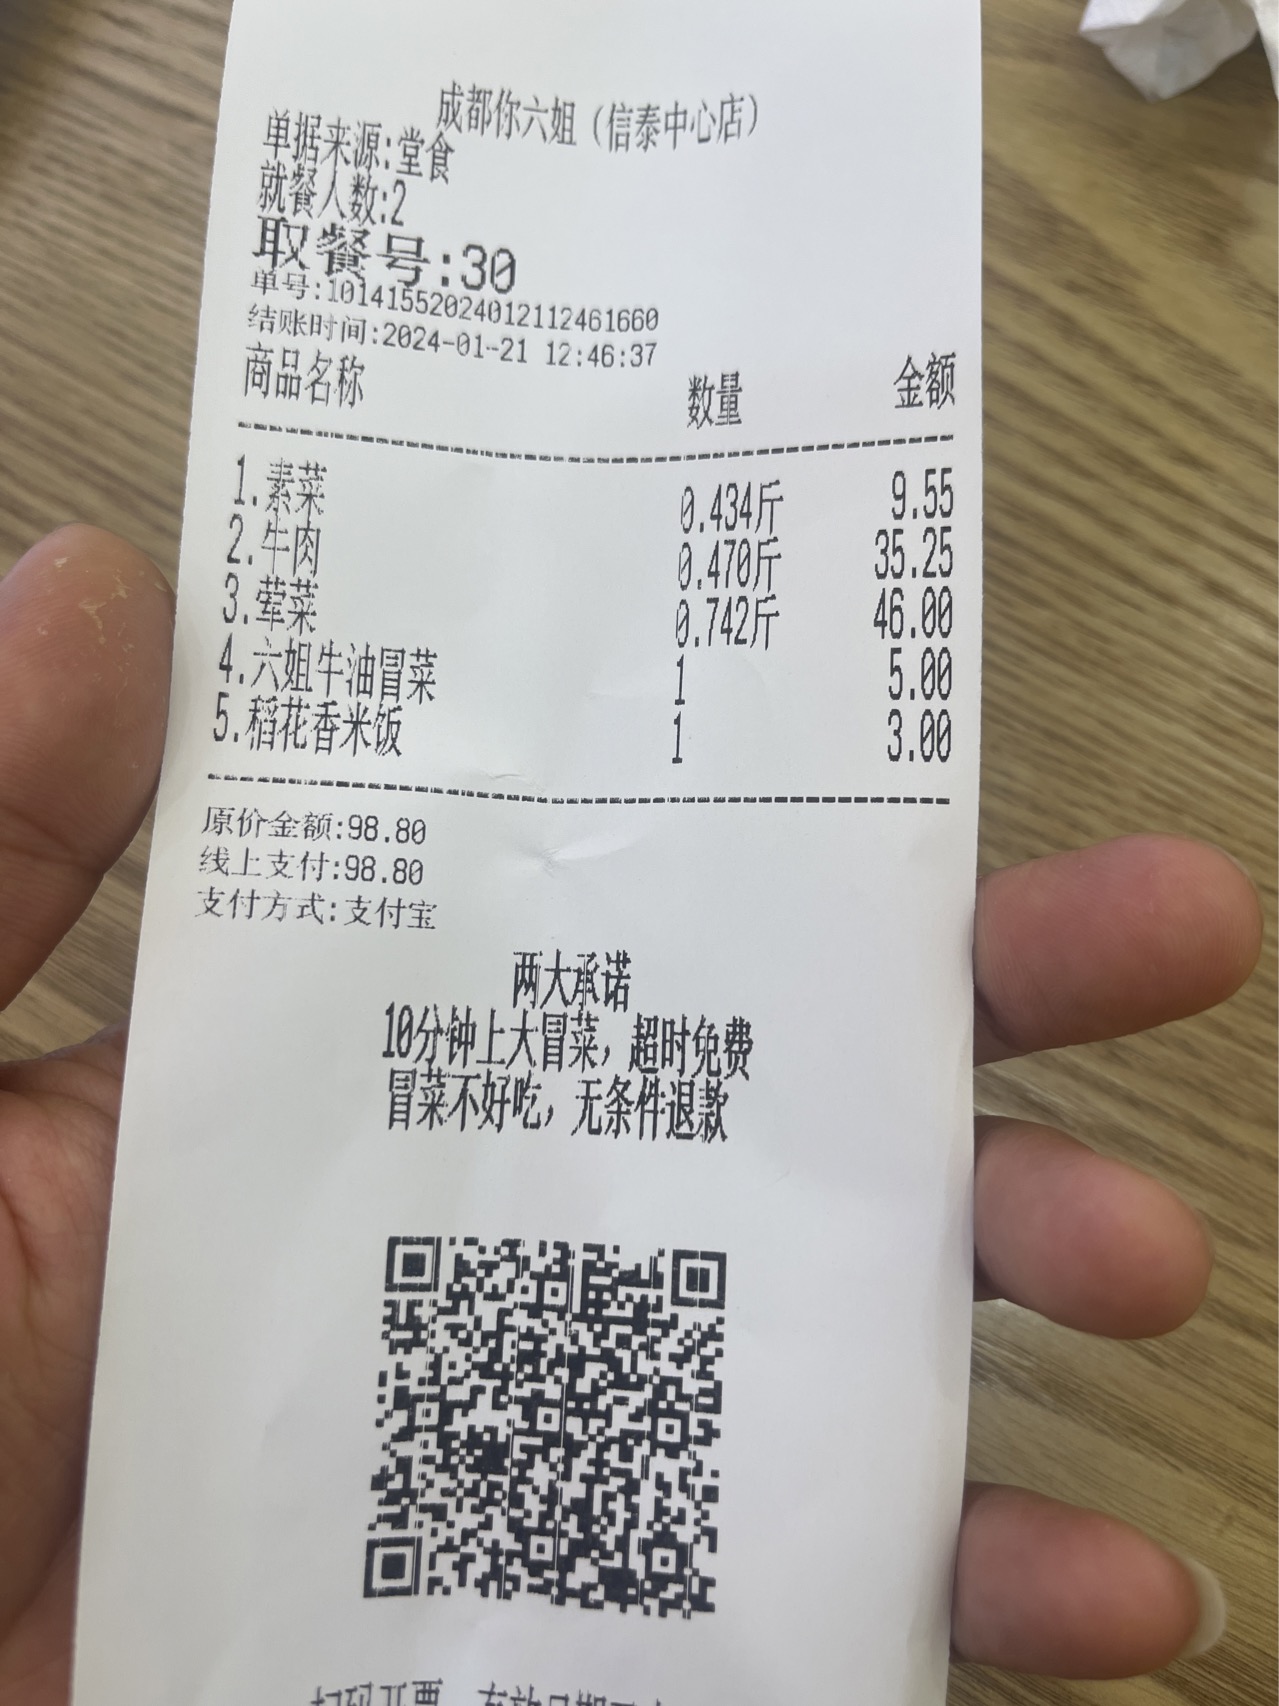 成都你六姐（信泰中心店）
单据来源:堂食
就餐人数:2
取餐号:30
单号:10141552024012112461660
结账时间:2024-01-21 12:46:37
商品名称 数量 金额
1.素菜 0.434斤 9.55
2.牛肉 0.470斤 35.25
3.荤菜 0.742斤 46.00
4.六姐牛油冒菜 1 5.00
5.稻花香米饭 1 3.00
原价金额:98.80
线上支付:98.80
支付方式:支付宝
两大承诺
10分钟上大冒菜，超时免费
冒菜不好吃，无条件退款
扫码开票